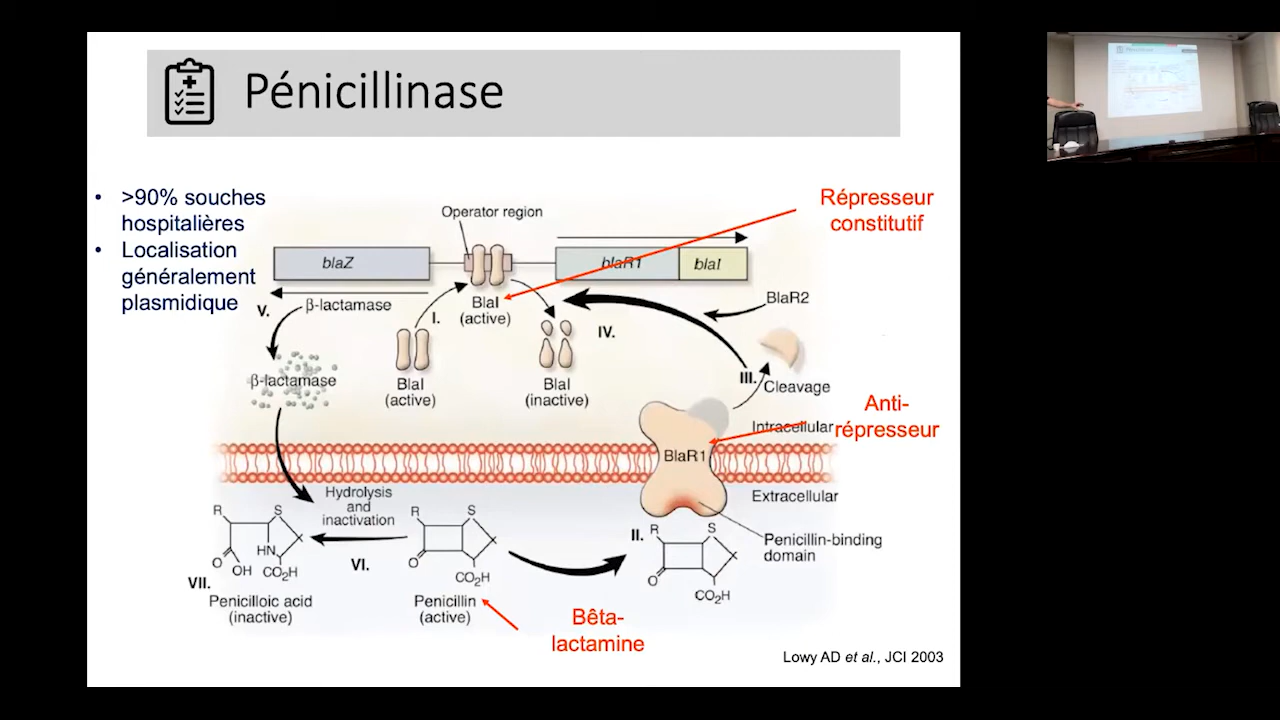 Pénicillinase
• >90% souches
hospitalières
• Localisation
généralement
plasmidique
Répresseur
constitutif
Operator region
blaZ
blaR1
blaI
V.
β-lactamase
I.
BlaI
(active)
IV.
BlaR2
β-lactamase
BlaI
(active)
BlaI
(inactive)
III.
Cleavage
Anti-
répresseur
Intracellular
BlaR1
Extracellular
Hydrolysis
and
inactivation
Penicillin-binding
domain
R
S
HN
O
OH
CO₂H
VII.
Penicilloic acid
(inactive)
VI.
R
S
O
CO₂H
Penicillin
(active)
II.
R
S
O
CO₂H
Bêta-
lactamine
Lowy AD et al., JCI 2003